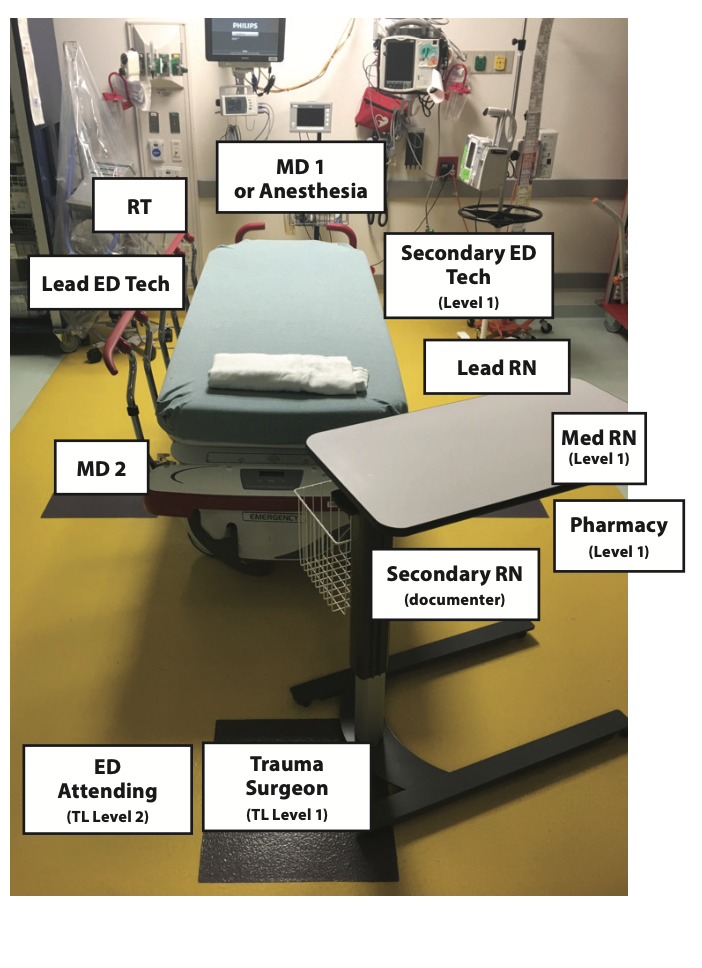 PHILIPS
MD 1
or Anesthesia
RT
Secondary ED
Tech
(Level 1)
Lead ED Tech
Lead RN
Med RN
(Level 1)
MD 2
Pharmacy
(Level 1)
EMERGENCY
Secondary RN
(documenter)
ED
Attending
(TL Level 2)
Trauma
Surgeon
(TL Level 1)